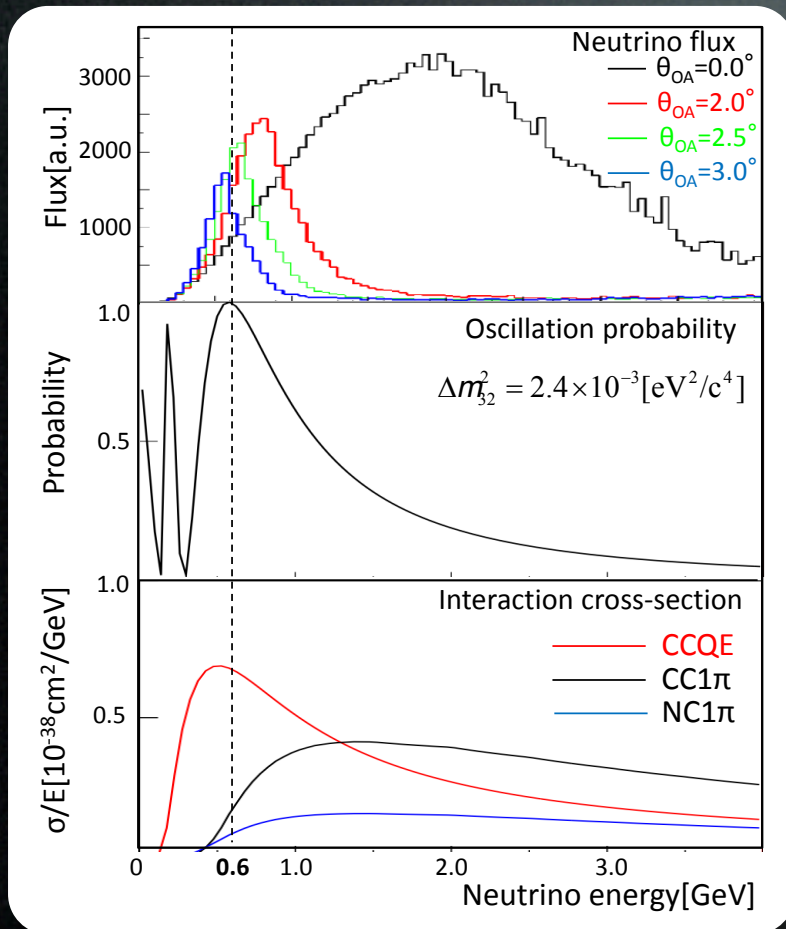 Neutrino flux
θOA=0.0°
θOA=2.0°
θOA=2.5°
θOA=3.0°
Flux[a.u.]
3000
2000
1000
Oscillation probability
Δm²₃₂ = 2.4×10⁻³[eV²/c⁴]
Probability
1.0
0.5
Interaction cross-section
CCQE
CC1π
NC1π
σ/E[10⁻³⁸cm²/GeV]
1.0
0.5
0 0.6 1.0 2.0 3.0
Neutrino energy[GeV]